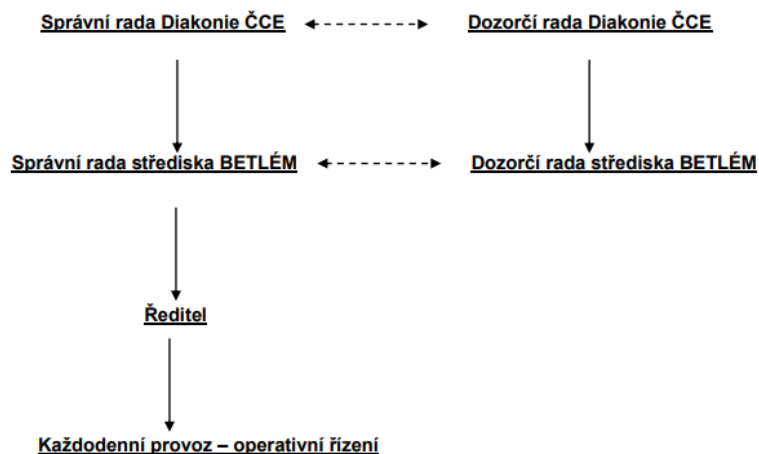 Správní rada Diakonie ČCE
Dozorčí rada Diakonie ČCE
Správní rada střediska BETLÉM
Dozorčí rada střediska BETLÉM
Ředitel
Každodenní provoz – operativní řízení